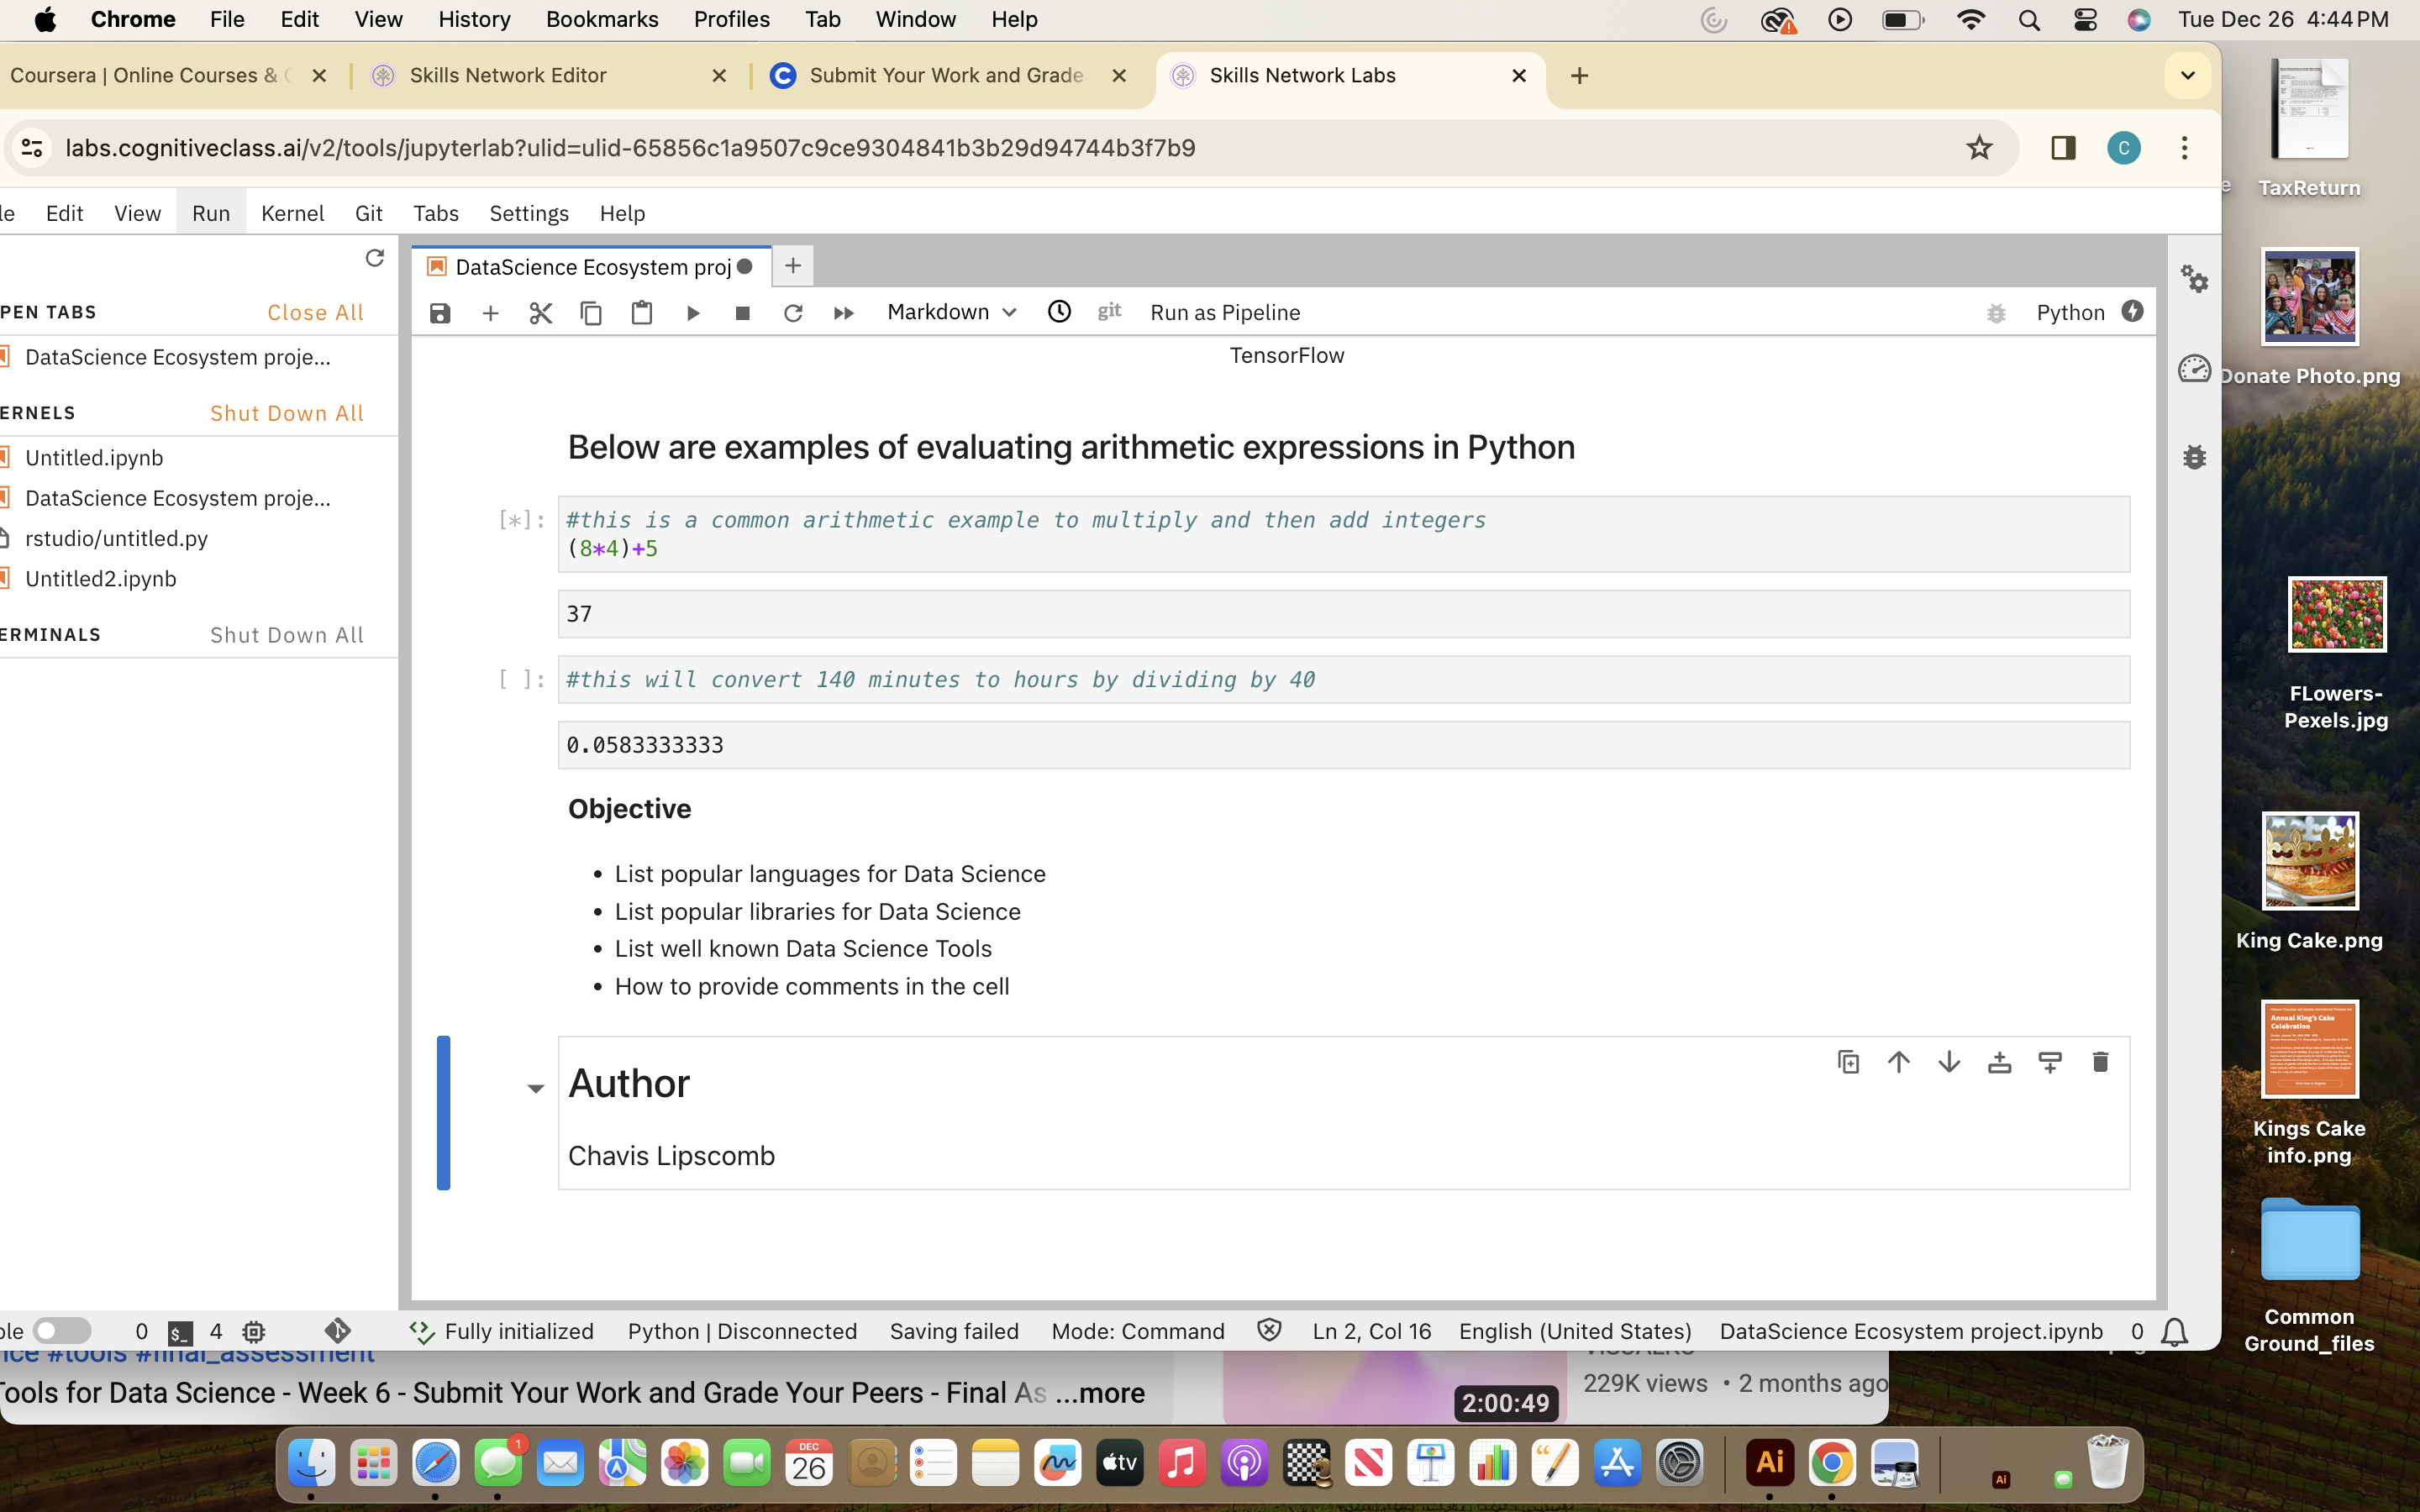 Chrome File Edit View History Bookmarks Profiles Tab Window Help Tue Dec 26 4:44 PM
Coursera | Online Courses & Skills Network Editor Submit Your Work and Grade Skills Network Labs
labs.cognitiveclass.ai/v2/tools/jupyterlab?ulid=ulid-65856c1a9507c9ce9304841b3b29d94744b3f7b9 C
le Edit View Run Kernel Git Tabs Settings Help
PEN TABS Close All
DataScience Ecosystem proje...
ERNELS Shut Down All
Untitled.ipynb
DataScience Ecosystem proje...
rstudio/untitled.py
Untitled2.ipynb
ERMINALS Shut Down All
DataScience Ecosystem proj
Markdown git Run as Pipeline Python
TensorFlow
Below are examples of evaluating arithmetic expressions in Python
[*]: #this is a common arithmetic example to multiply and then add integers
(8*4)+5
37
[ ]: #this will convert 140 minutes to hours by dividing by 40
0.0583333333
Objective
• List popular languages for Data Science
• List popular libraries for Data Science
• List well known Data Science Tools
• How to provide comments in the cell
Author
Chavis Lipscomb
ple 0 $_ 4 Fully initialized Python | Disconnected Saving failed Mode: Command Ln 2, Col 16 English (United States) DataScience Ecosystem project.ipynb 0
nce #tools #final_assessment
Tools for Data Science - Week 6 - Submit Your Work and Grade Your Peers - Final As ...more
2:00:49
229K views • 2 months ago
TaxReturn
Donate Photo.png
FLowers-
Pexels.jpg
King Cake.png
Annual King's Cake
Celebration
Kings Cake
info.png
Common
Ground_files
1
tv
DEC
26
Ai
Ai